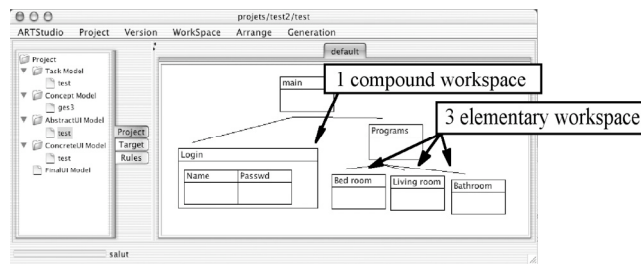 projets/test2/test
ARTStudio Project Version WorkSpace Arrange Generation
default
Project
Tack Model
test
Concept Model
ges3
AbstractUI Model
test
ConcreteUI Model
test
FinalUI Model
Project
Target
Rules
main
1 compound workspace
3 elementary workspace
Programs
Login
Name Passwd
Bed room
Living room
Bathroom
salut